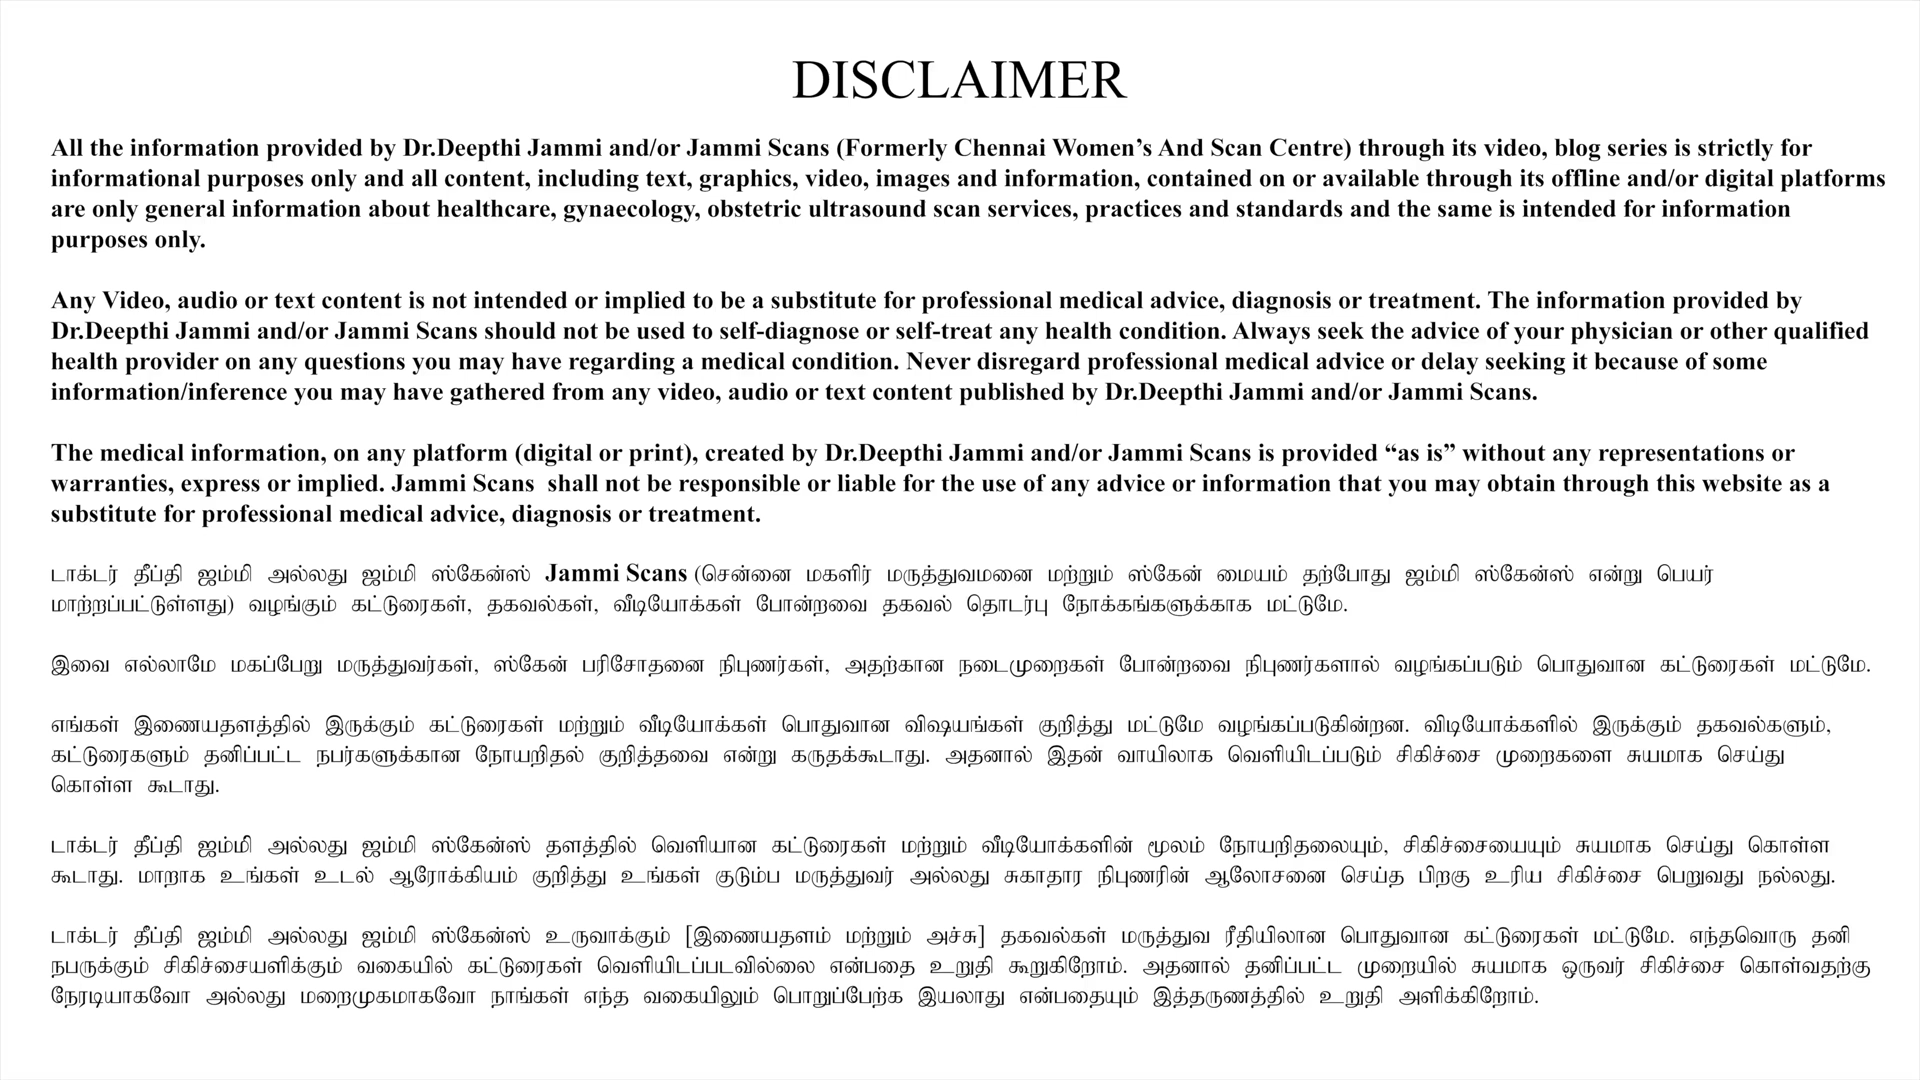 DISCLAIMER
All the information provided by Dr.Deepthi Jammi and/or Jammi Scans (Formerly Chennai Women’s And Scan Centre) through its video, blog series is strictly for
informational purposes only and all content, including text, graphics, video, images and information, contained on or available through its offline and/or digital platforms
are only general information about healthcare, gynaecology, obstetric ultrasound scan services, practices and standards and the same is intended for information
purposes only.
Any Video, audio or text content is not intended or implied to be a substitute for professional medical advice, diagnosis or treatment. The information provided by
Dr.Deepthi Jammi and/or Jammi Scans should not be used to self-diagnose or self-treat any health condition. Always seek the advice of your physician or other qualified
health provider on any questions you may have regarding a medical condition. Never disregard professional medical advice or delay seeking it because of some
information/inference you may have gathered from any video, audio or text content published by Dr.Deepthi Jammi and/or Jammi Scans.
The medical information, on any platform (digital or print), created by Dr.Deepthi Jammi and/or Jammi Scans is provided “as is” without any representations or
warranties, express or implied. Jammi Scans shall not be responsible or liable for the use of any advice or information that you may obtain through this website as a
substitute for professional medical advice, diagnosis or treatment.
டாக்டர் தீப்தி ஜம்மி அல்லது ஜம்மி ஸ்கேன்ஸ் Jammi Scans (சென்னை மகளிர் மருத்துவமனை மற்றும் ஸ்கேன் மையம் தற்போது ஜம்மி ஸ்கேன்ஸ் என்று பெயர்
மாற்றப்பட்டுள்ளது) வழங்கும் கட்டுரைகள், தகவல்கள், வீடியோக்கள் போன்றவை தகவல் தொடர்பு நோக்கங்களுக்காக மட்டுமே.
இவை எல்லாமே மகப்பேறு மருத்துவர்கள், ஸ்கேன் பரிசோதனை நிபுணர்கள், அதற்கான நடைமுறைகள் போன்றவை நிபுணர்களால் வழங்கப்படும் பொதுவான கட்டுரைகள் மட்டுமே.
எங்கள் இணையதளத்தில் இருக்கும் கட்டுரைகள் மற்றும் வீடியோக்கள் பொதுவான விஷயங்கள் குறித்து மட்டுமே வழங்கப்படுகின்றன. விடியோக்களில் இருக்கும் தகவல்களும்,
கட்டுரைகளும் தனிப்பட்ட நபர்களுக்கான நோயறிதல் குறித்தவை என்று கருதக்கூடாது. அதனால் இதன் வாயிலாக வெளியிடப்படும் சிகிச்சை முறைகளை சுயமாக செய்து
கொள்ள கூடாது.
டாக்டர் தீப்தி ஜம்மி அல்லது ஜம்மி ஸ்கேன்ஸ் தளத்தில் வெளியான கட்டுரைகள் மற்றும் வீடியோக்களின் மூலம் நோயறிதலையும், சிகிச்சையையும் சுயமாக செய்து கொள்ள
கூடாது. மாறாக உங்கள் உடல் ஆரோக்கியம் குறித்து உங்கள் குடும்ப மருத்துவர் அல்லது சுகாதார நிபுணரின் ஆலோசனை செய்த பிறகு உரிய சிகிச்சை பெறுவது நல்லது.
டாக்டர் தீப்தி ஜம்மி அல்லது ஜம்மி ஸ்கேன்ஸ் உருவாக்கும் [இணையதளம் மற்றும் அச்சு] தகவல்கள் மருத்துவ ரீதியிலான பொதுவான கட்டுரைகள் மட்டுமே. எந்தவொரு தனி
நபருக்கும் சிகிச்சையளிக்கும் வகையில் கட்டுரைகள் வெளியிடப்படவில்லை என்பதை உறுதி கூறுகிறோம். அதனால் தனிப்பட்ட முறையில் சுயமாக ஒருவர் சிகிச்சை கொள்வதற்கு
நேரடியாகவோ அல்லது மறைமுகமாகவோ நாங்கள் எந்த வகையிலும் பொறுப்பேற்க இயலாது என்பதையும் இத்தருணத்தில் உறுதி அளிக்கிறோம்.